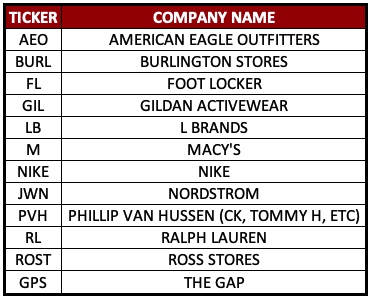 TICKER COMPANY NAME
AEO AMERICAN EAGLE OUTFITTERS
BURL BURLINGTON STORES
FL FOOT LOCKER
GIL GILDAN ACTIVEWEAR
LB L BRANDS
M MACY'S
NIKE NIKE
JWN NORDSTROM
PVH PHILLIP VAN HUSSEN (CK, TOMMY H, ETC)
RL RALPH LAUREN
ROST ROSS STORES
GPS THE GAP